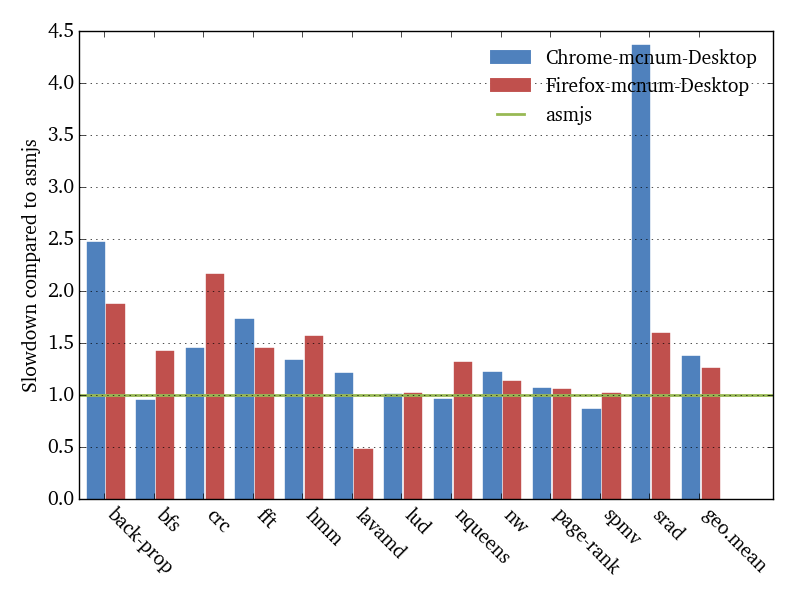 Slowdown compared to asmjs
4.5
4.0
3.5
3.0
2.5
2.0
1.5
1.0
0.5
0.0
Chrome-mcnum-Desktop
Firefox-mcnum-Desktop
asmjs
back-prop
bfs
crc
fft
hmm
lavamd
lud
nqueens
nw
page-rank
spmv
srad
geo.mean